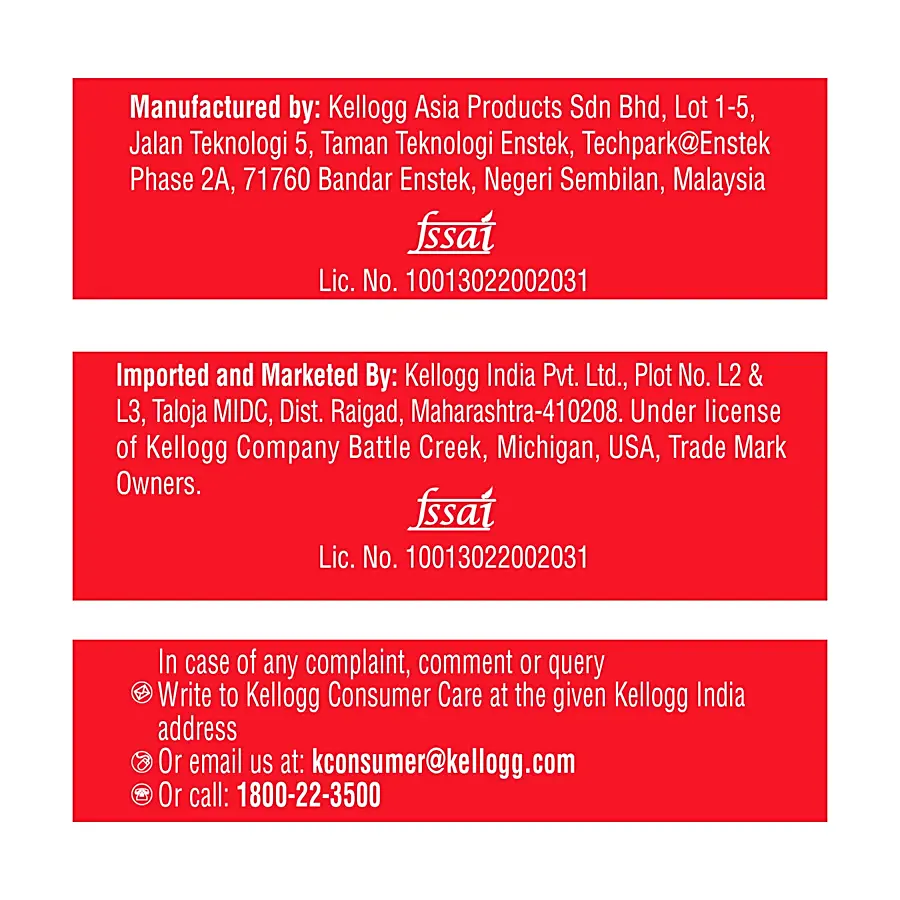 Manufactured by: Kellogg Asia Products Sdn Bhd, Lot 1-5,
Jalan Teknologi 5, Taman Teknologi Enstek, Techpark@Enstek
Phase 2A, 71760 Bandar Enstek, Negeri Sembilan, Malaysia
fssai
Lic. No. 10013022002031
Imported and Marketed By: Kellogg India Pvt. Ltd., Plot No. L2 &
L3, Taloja MIDC, Dist. Raigad, Maharashtra-410208. Under license
of Kellogg Company Battle Creek, Michigan, USA, Trade Mark
Owners.
fssai
Lic. No. 10013022002031
In case of any complaint, comment or query
Write to Kellogg Consumer Care at the given Kellogg India
address
Or email us at: kconsumer@kellogg.com
Or call: 1800-22-3500